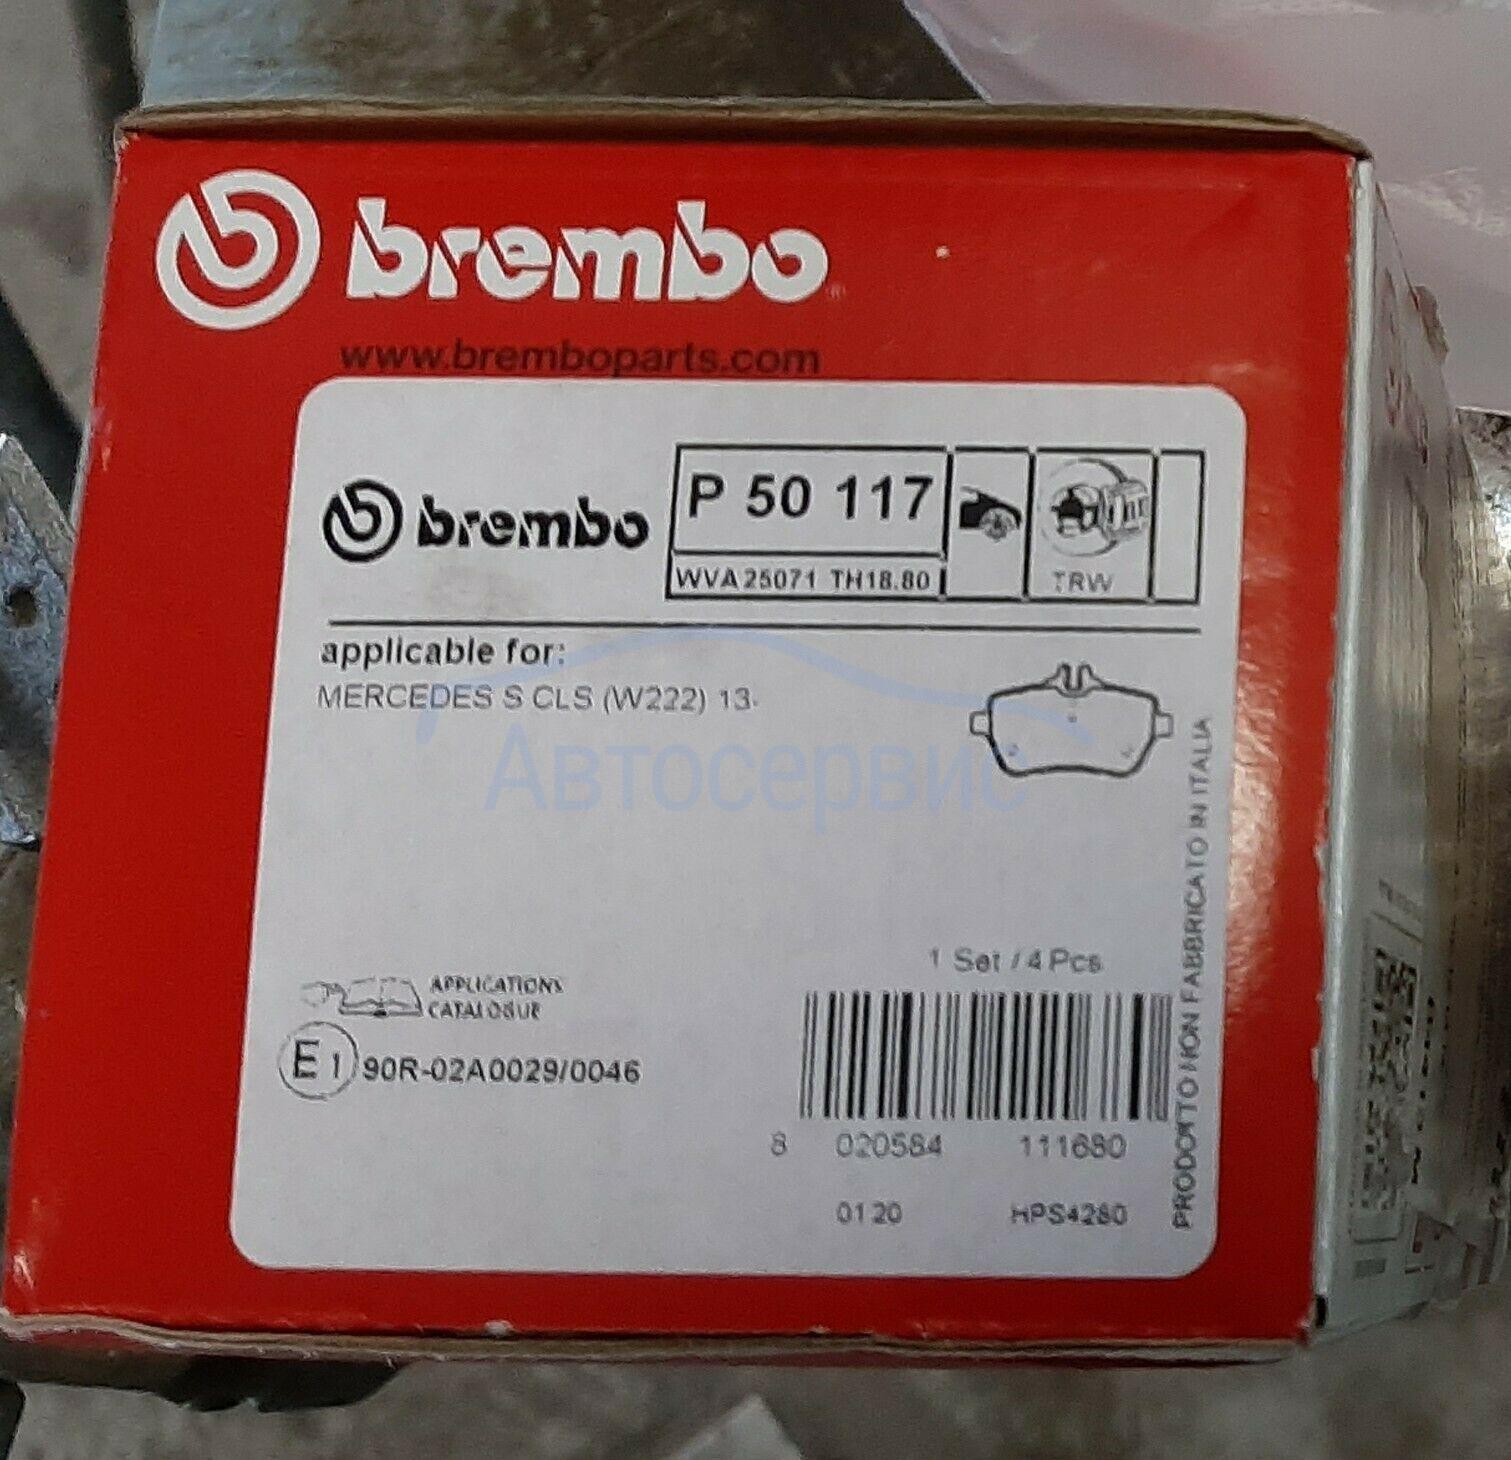 brembo
www.bremboparts.com
brembo
P 50 117
WVA 25071 TH18.80
TRW
applicable for:
MERCEDES S CLS (W222) 13-
Автосервис
PRODOTTO NON FABBRICATO IN ITALIA
1 Set / 4 Pcs
APPLICATIONS
CATALOGUE
E1 90R-02A0029/0046
8 020584 111680
0120 HPS4280